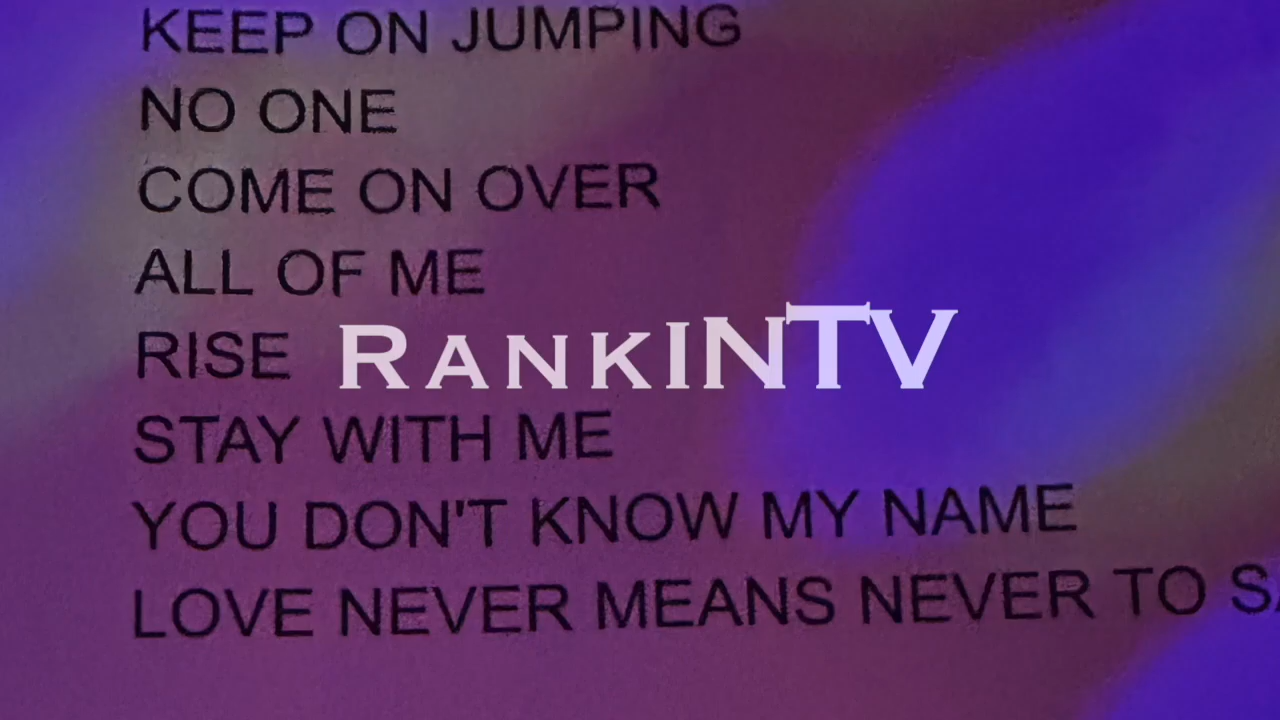 KEEP ON JUMPING
NO ONE
COME ON OVER
ALL OF ME
RISE
RANKINTV
STAY WITH ME
YOU DON'T KNOW MY NAME
LOVE NEVER MEANS NEVER TO